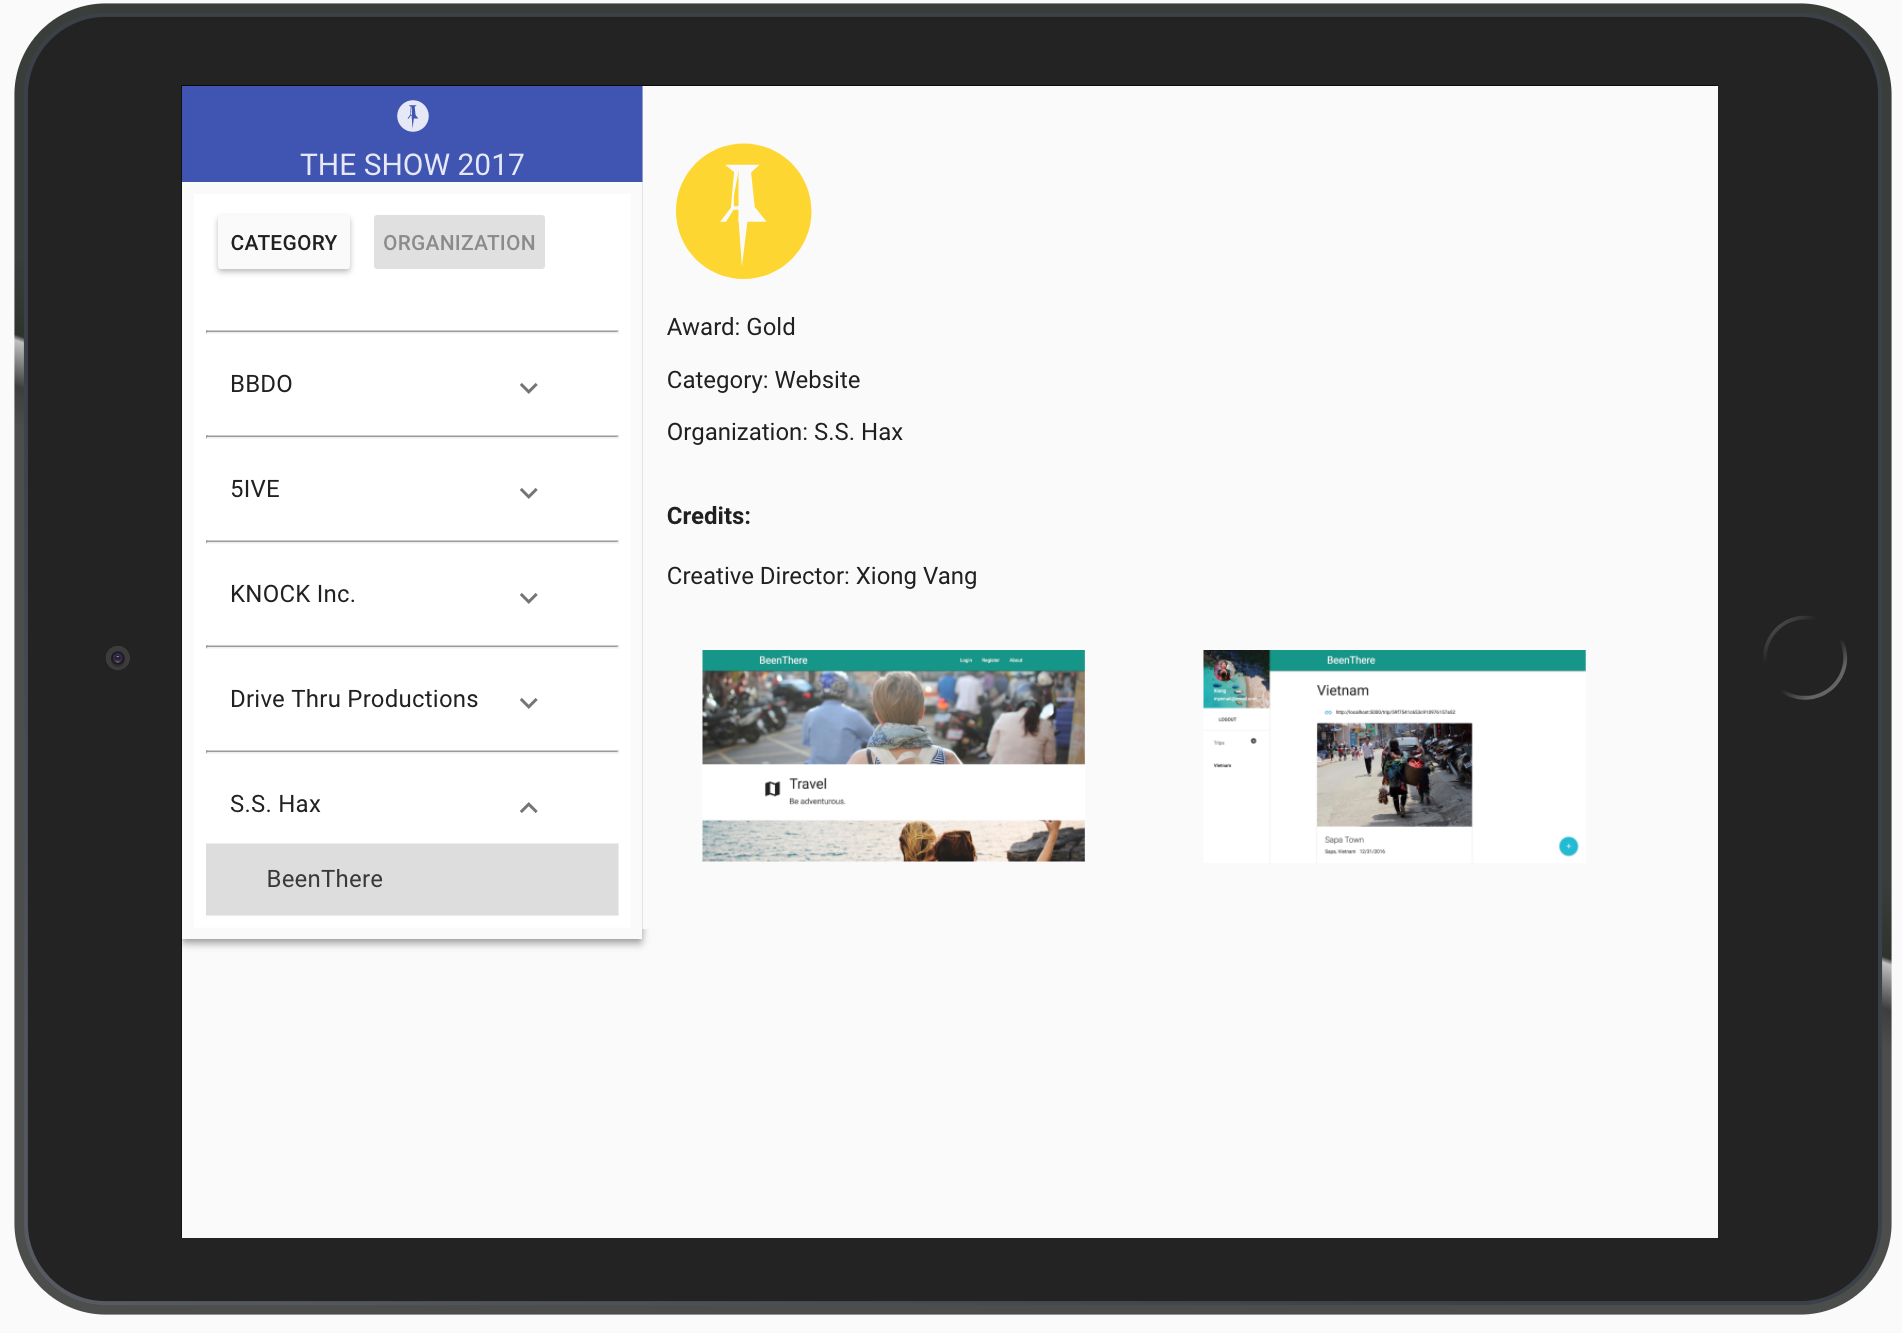 THE SHOW 2017
CATEGORY
ORGANIZATION
BBDO
5IVE
KNOCK Inc.
Drive Thru Productions
S.S. Hax
BeenThere
Award: Gold
Category: Website
Organization: S.S. Hax
Credits:
Creative Director: Xiong Vang
BeenThere
Login Register About
Travel
Be adventurous.
BeenThere
Xiong
LOGOUT
Trips
Vietnam
Vietnam
Sapa Town
Sapa, Vietnam 12/31/2016